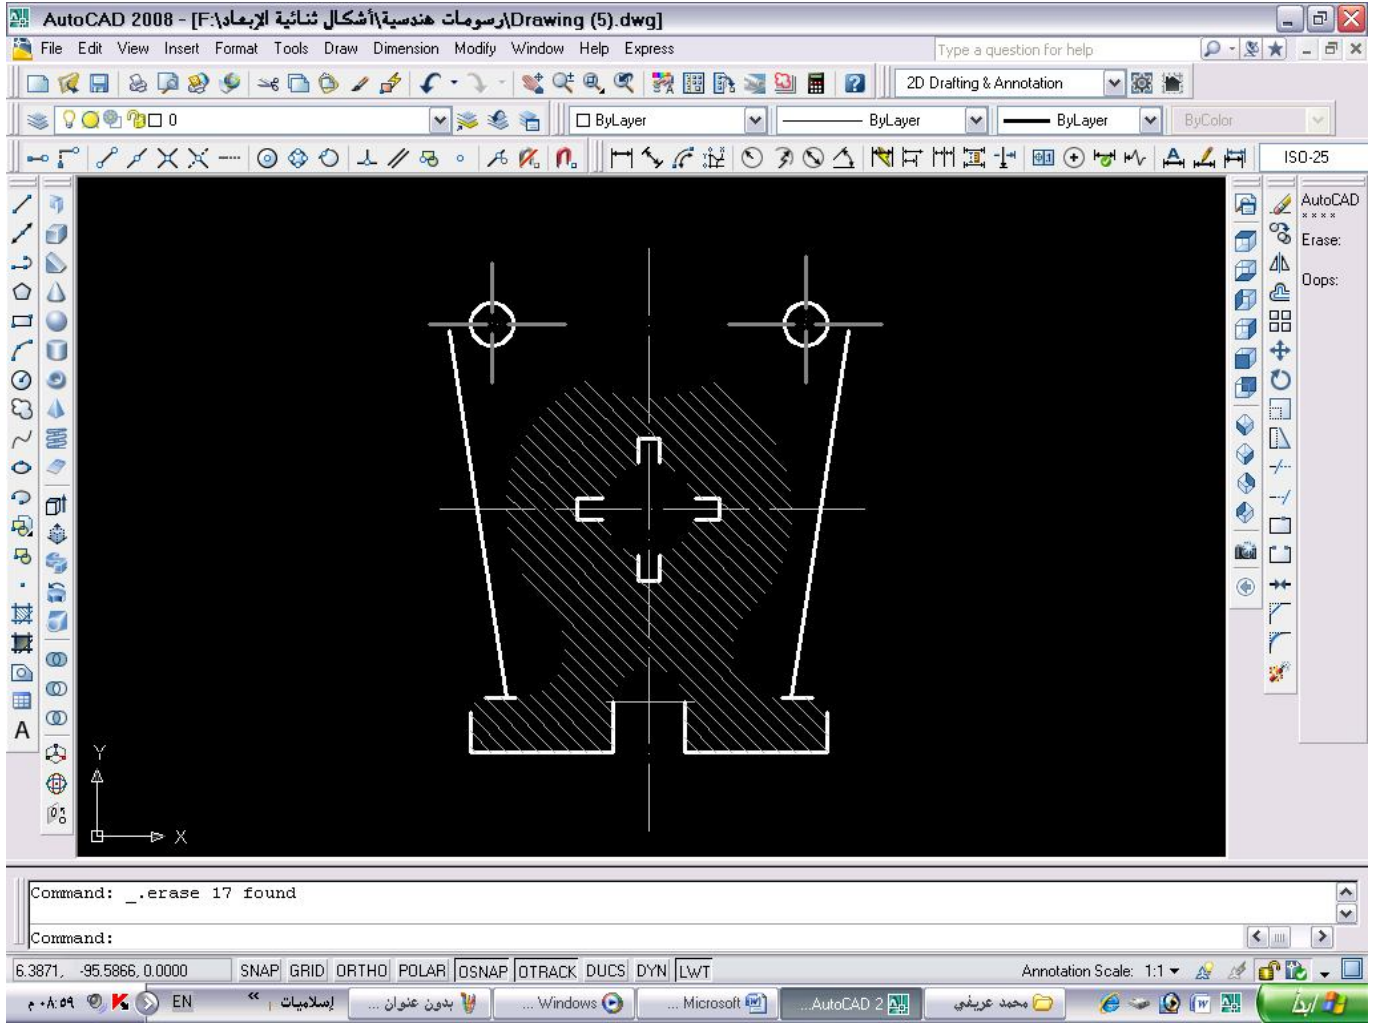 AutoCAD 2008 - [F:\رسومات هندسية\أشكال ثنائية الإبعاد\Drawing (5).dwg]
File Edit View Insert Format Tools Draw Dimension Modify Window Help Express
Type a question for help
2D Drafting & Annotation
0
ByLayer
ByLayer
ByLayer
ByColor
ISO-25
AutoCAD
* * * *
Erase:
Oops:
A
Y
X
Command: _.erase 17 found
Command:
6.3871, -95.5866, 0.0000
SNAP GRID ORTHO POLAR OSNAP OTRACK DUCS DYN LWT
Annotation Scale: 1:1
ابدأ
محمد عريفي
AutoCAD 2...
Microsoft ...
Windows ...
بدون عنوان ...
إسلاميات
»
EN
٠٨:٥٩ م